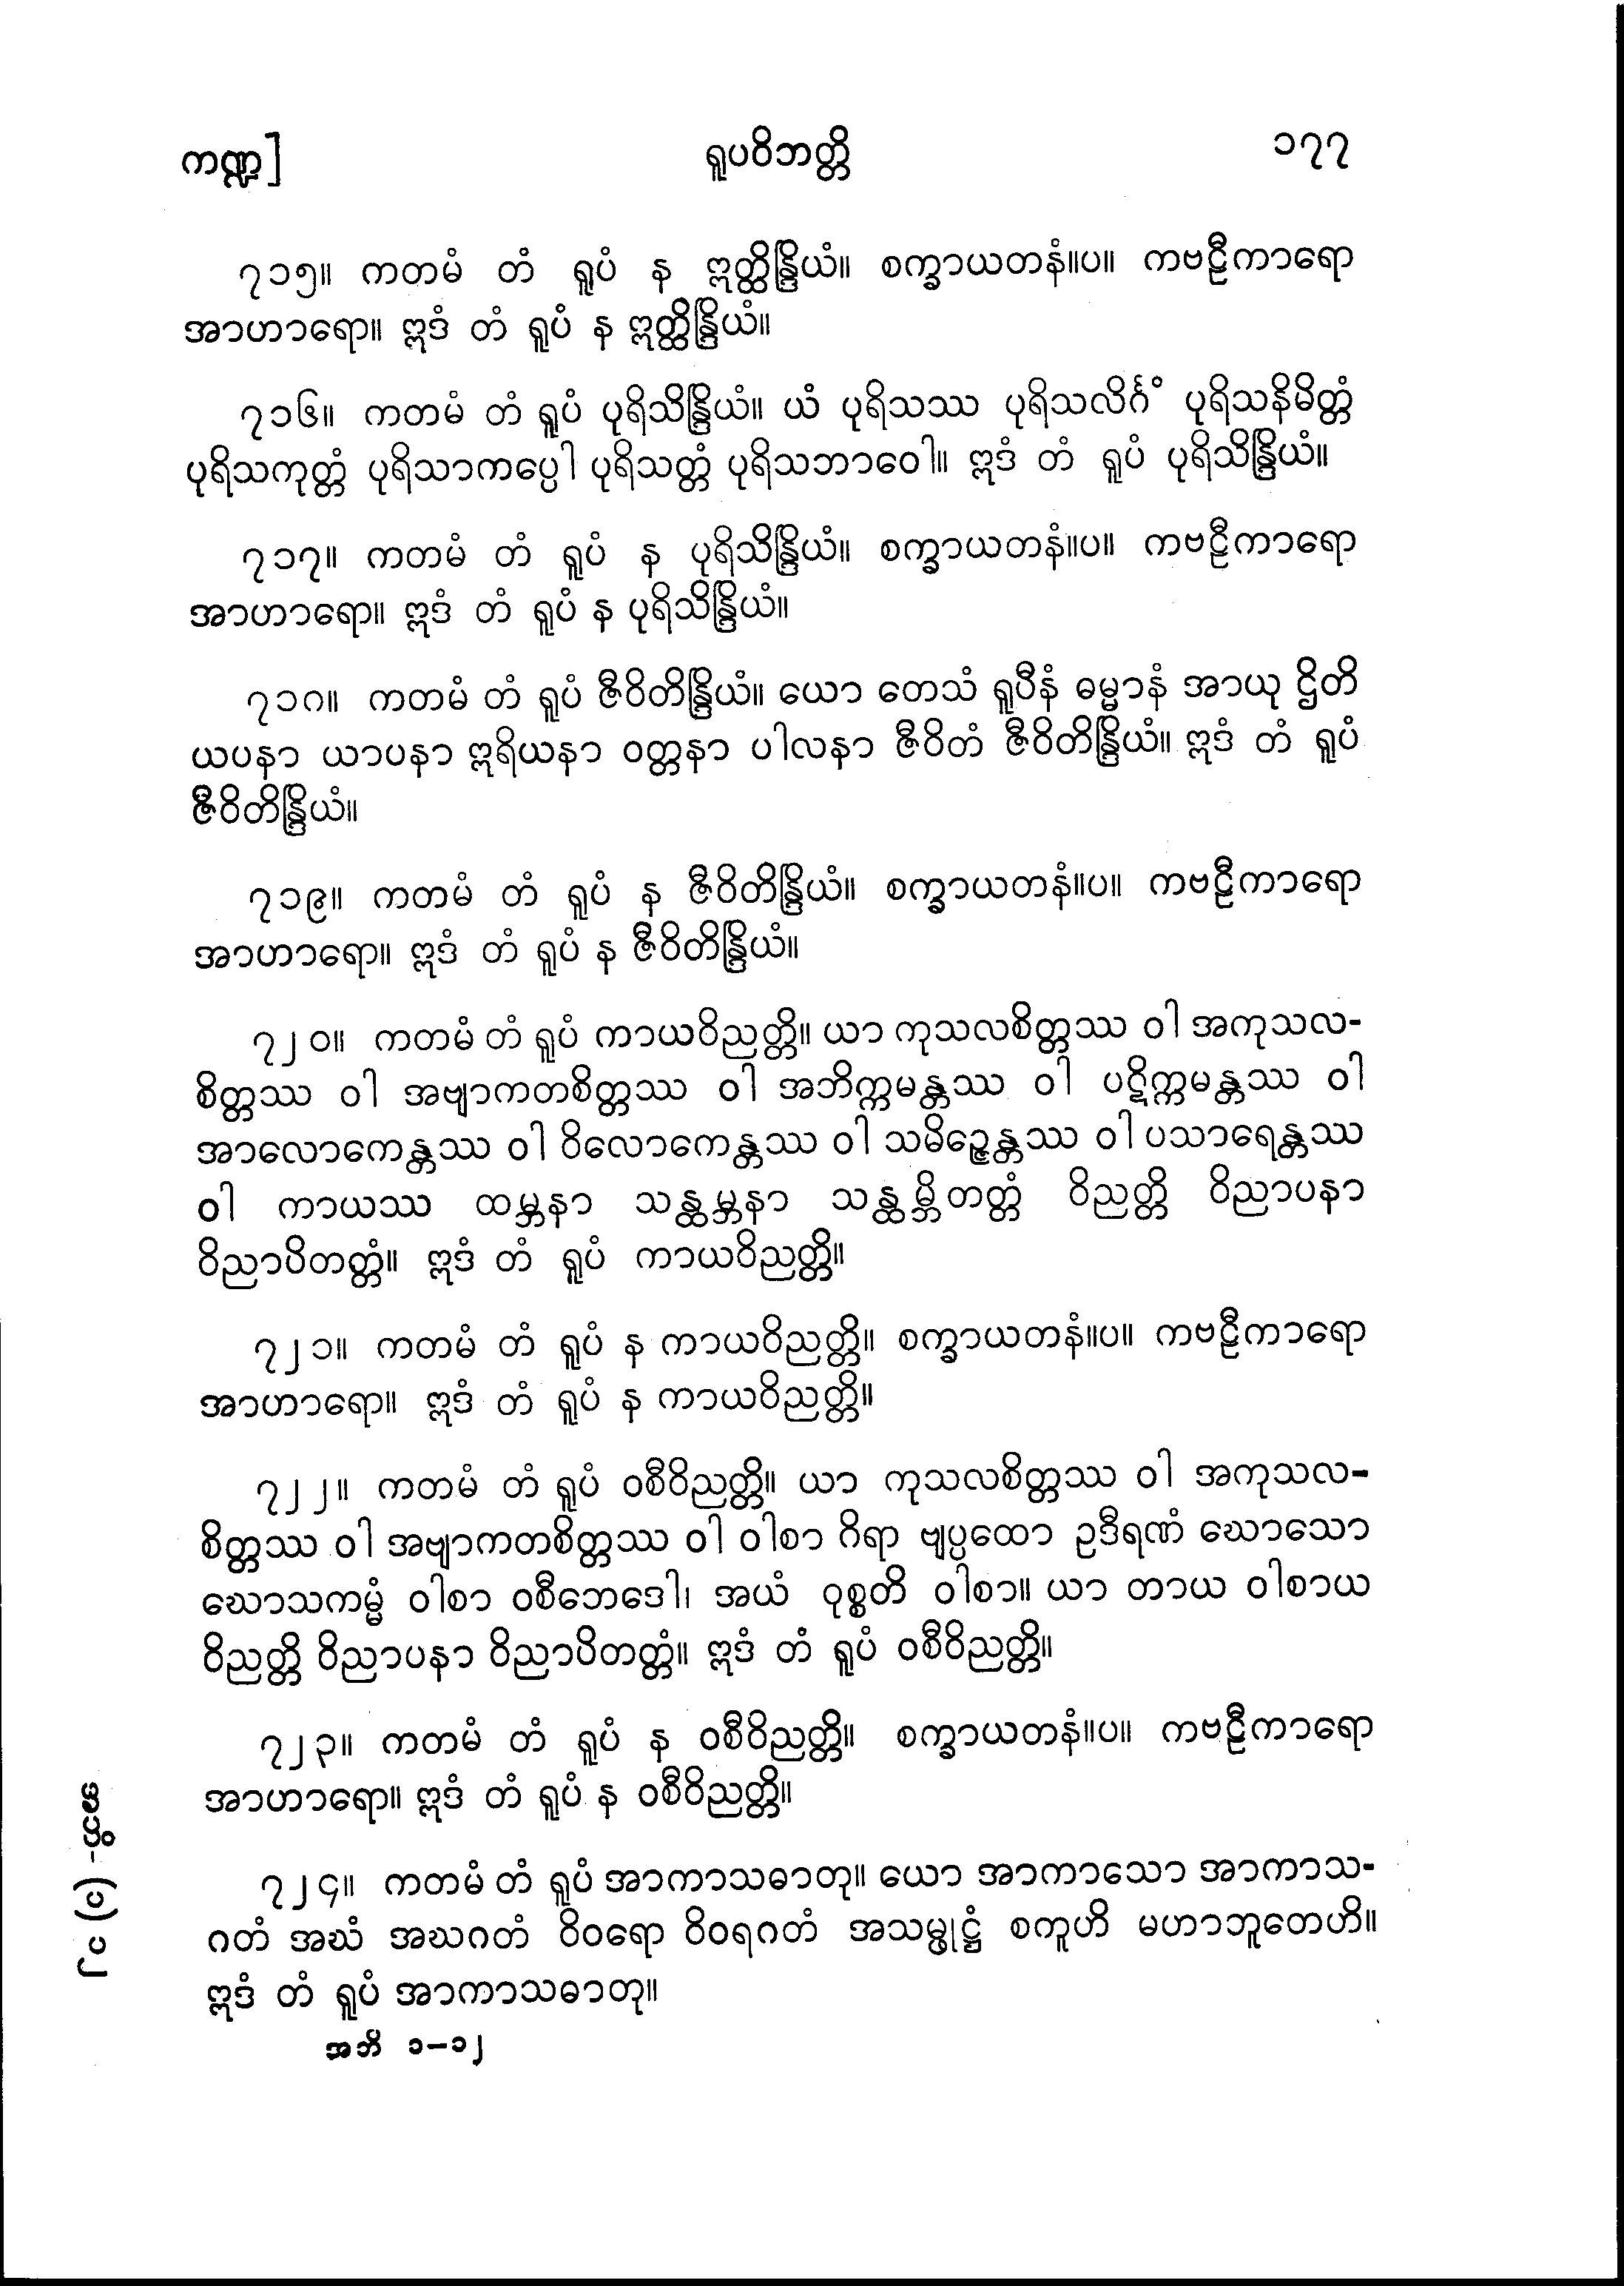 ကဏ္ဍ] ရူပဝိဘတ္တိ ၁၇၇
၇၁၅။ ကတမံ တံ ရူပံ န ဣတ္ထိန္ဒြိယံ။ စက္ခာယတနံ။ပ။ ကဗဠီကာရော
အာဟာရော။ ဣဒံ တံ ရူပံ န ဣတ္ထိန္ဒြိယံ။
၇၁၆။ ကတမံ တံ ရူပံ ပုရိသိန္ဒြိယံ။ ယံ ပုရိသဿ ပုရိသလိင်္ဂံ ပုရိသနိမိတ္တံ
ပုရိသကုတ္တံ ပုရိသာကပ္ပေါ ပုရိသတ္တံ ပုရိသဘာဝေါ။ ဣဒံ တံ ရူပံ ပုရိသိန္ဒြိယံ။
၇၁၇။ ကတမံ တံ ရူပံ န ပုရိသိန္ဒြိယံ။ စက္ခာယတနံ။ပ။ ကဗဠီကာရော
အာဟာရော။ ဣဒံ တံ ရူပံ န ပုရိသိန္ဒြိယံ။
၇၁၈။ ကတမံ တံ ရူပံ ဇီဝိတိန္ဒြိယံ။ ယော တေသံ ရူပီနံ ဓမ္မာနံ အာယု ဌိတိ
ယပနာ ယာပနာ ဣရိယနာ ဝတ္တနာ ပါလနာ ဇီဝိတံ ဇီဝိတိန္ဒြိယံ။ ဣဒံ တံ ရူပံ
ဇီဝိတိန္ဒြိယံ။
၇၁၉။ ကတမံ တံ ရူပံ န ဇီဝိတိန္ဒြိယံ။ စက္ခာယတနံ။ပ။ ကဗဠီကာရော
အာဟာရော။ ဣဒံ တံ ရူပံ န ဇီဝိတိန္ဒြိယံ။
၇၂၀။ ကတမံ တံ ရူပံ ကာယဝိညတ္တိ။ ယာ ကုသလစိတ္တဿ ဝါ အကုသလ-
စိတ္တဿ ဝါ အဗျာကတစိတ္တဿ ဝါ အဘိက္ကမန္တဿ ဝါ ပဋိက္ကမန္တဿ ဝါ
အာလောကေန္တဿ ဝါ ဝိလောကေန္တဿ ဝါ သမိဉ္ဇေန္တဿ ဝါ ပသာရေန္တဿ
ဝါ ကာယဿ ထမ္ဘနာ သန္ထမ္ဘနာ သန္ထမ္ဘိတတ္တံ ဝိညတ္တိ ဝိညာပနာ
ဝိညာပိတတ္တံ။ ဣဒံ တံ ရူပံ ကာယဝိညတ္တိ။
၇၂၁။ ကတမံ တံ ရူပံ န ကာယဝိညတ္တိ။ စက္ခာယတနံ။ပ။ ကဗဠီကာရော
အာဟာရော။ ဣဒံ တံ ရူပံ န ကာယဝိညတ္တိ။
၇၂၂။ ကတမံ တံ ရူပံ ဝစီဝိညတ္တိ။ ယာ ကုသလစိတ္တဿ ဝါ အကုသလ-
စိတ္တဿ ဝါ အဗျာကတစိတ္တဿ ဝါ ဝါစာ ဂိရာ ဗျပ္ပထော ဥဒီရဏံ ဃောသော
ဃောသကမ္မံ ဝါစာ ဝစီဘေဒေါ၊ အယံ ဝုစ္စတိ ဝါစာ။ ယာ တာယ ဝါစာယ
ဝိညတ္တိ ဝိညာပနာ ဝိညာပိတတ္တံ။ ဣဒံ တံ ရူပံ ဝစီဝိညတ္တိ။
၇၂၃။ ကတမံ တံ ရူပံ န ဝစီဝိညတ္တိ။ စက္ခာယတနံ။ပ။ ကဗဠီကာရော
အာဟာရော။ ဣဒံ တံ ရူပံ န ဝစီဝိညတ္တိ။
၇၂၄။ ကတမံ တံ ရူပံ အာကာသဓာတု။ ယော အာကာသော အာကာသ-
ဂတံ အဃံ အဃဂတံ ဝိဝရော ဝိဝရဂတံ အသမ္ဖုဋ္ဌံ စတူဟိ မဟာဘူတေဟိ။
ဣဒံ တံ ရူပံ အာကာသဓာတု။
အဘိ ၁–၁၂